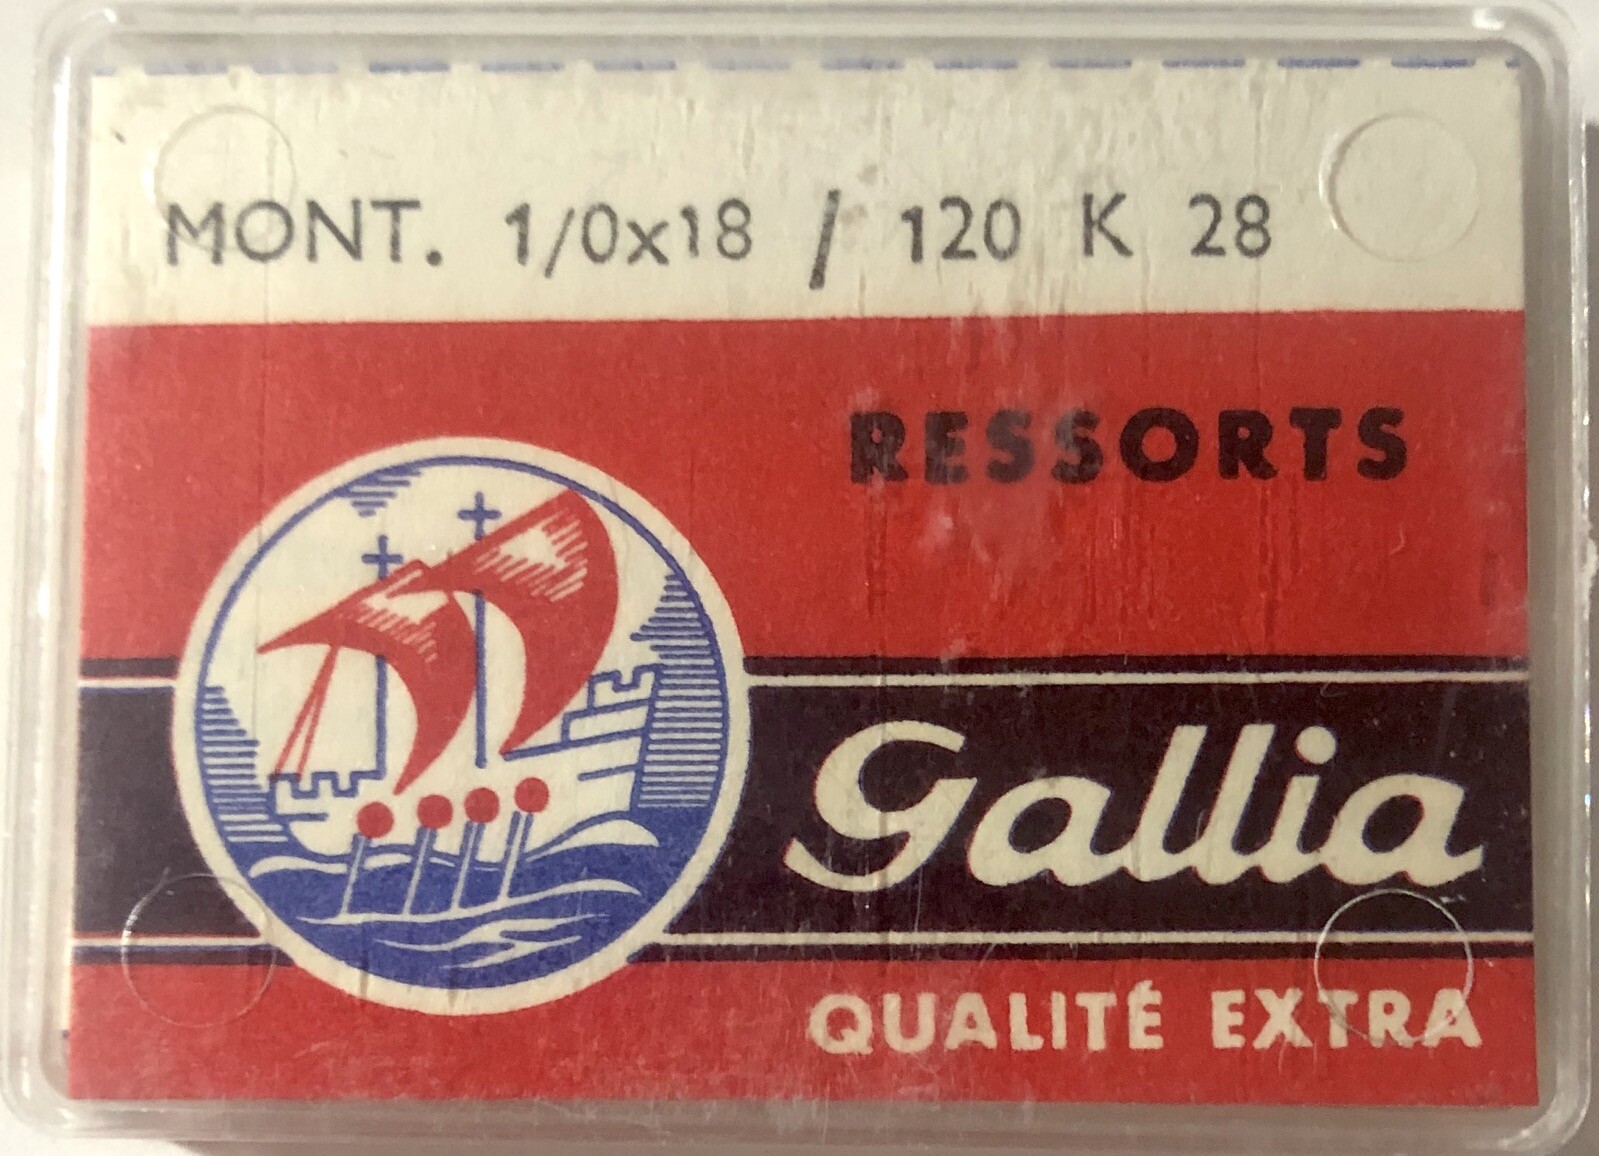 MONT. 1/0x18 / 120 K 28
RESSORTS
Gallia
QUALITÉ EXTRA